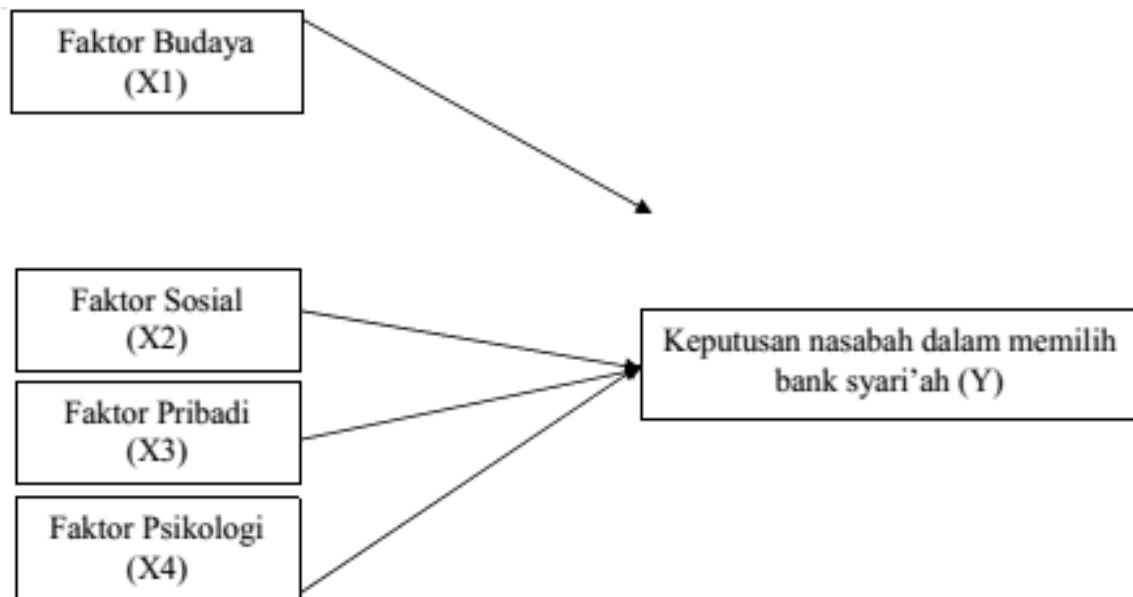 Faktor Budaya
(X1)
Faktor Sosial
(X2)
Faktor Pribadi
(X3)
Faktor Psikologi
(X4)
Keputusan nasabah dalam memilih
bank syari'ah (Y)